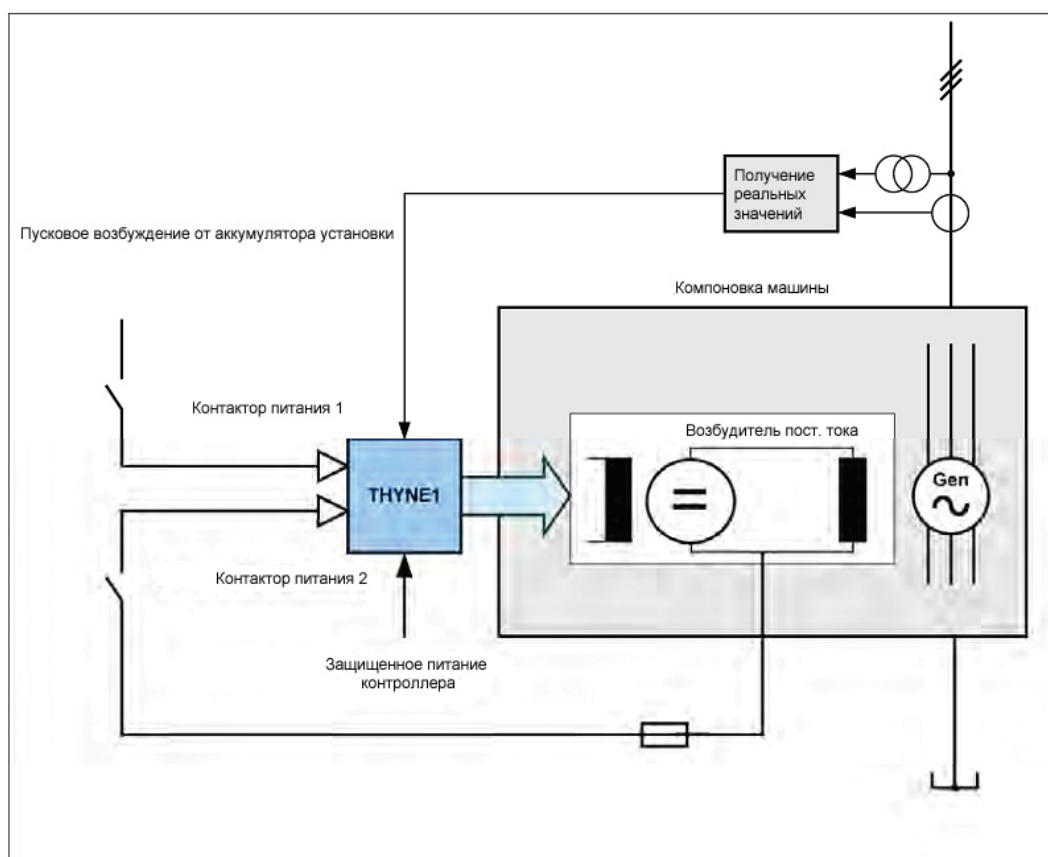 Получение
реальных
значений
Пусковое возбуждение от аккумулятора установки
Компоновка машины
Контактор питания 1
Возбудитель пост. тока
THYNE1
Gen
Контактор питания 2
Защищенное питание
контроллера